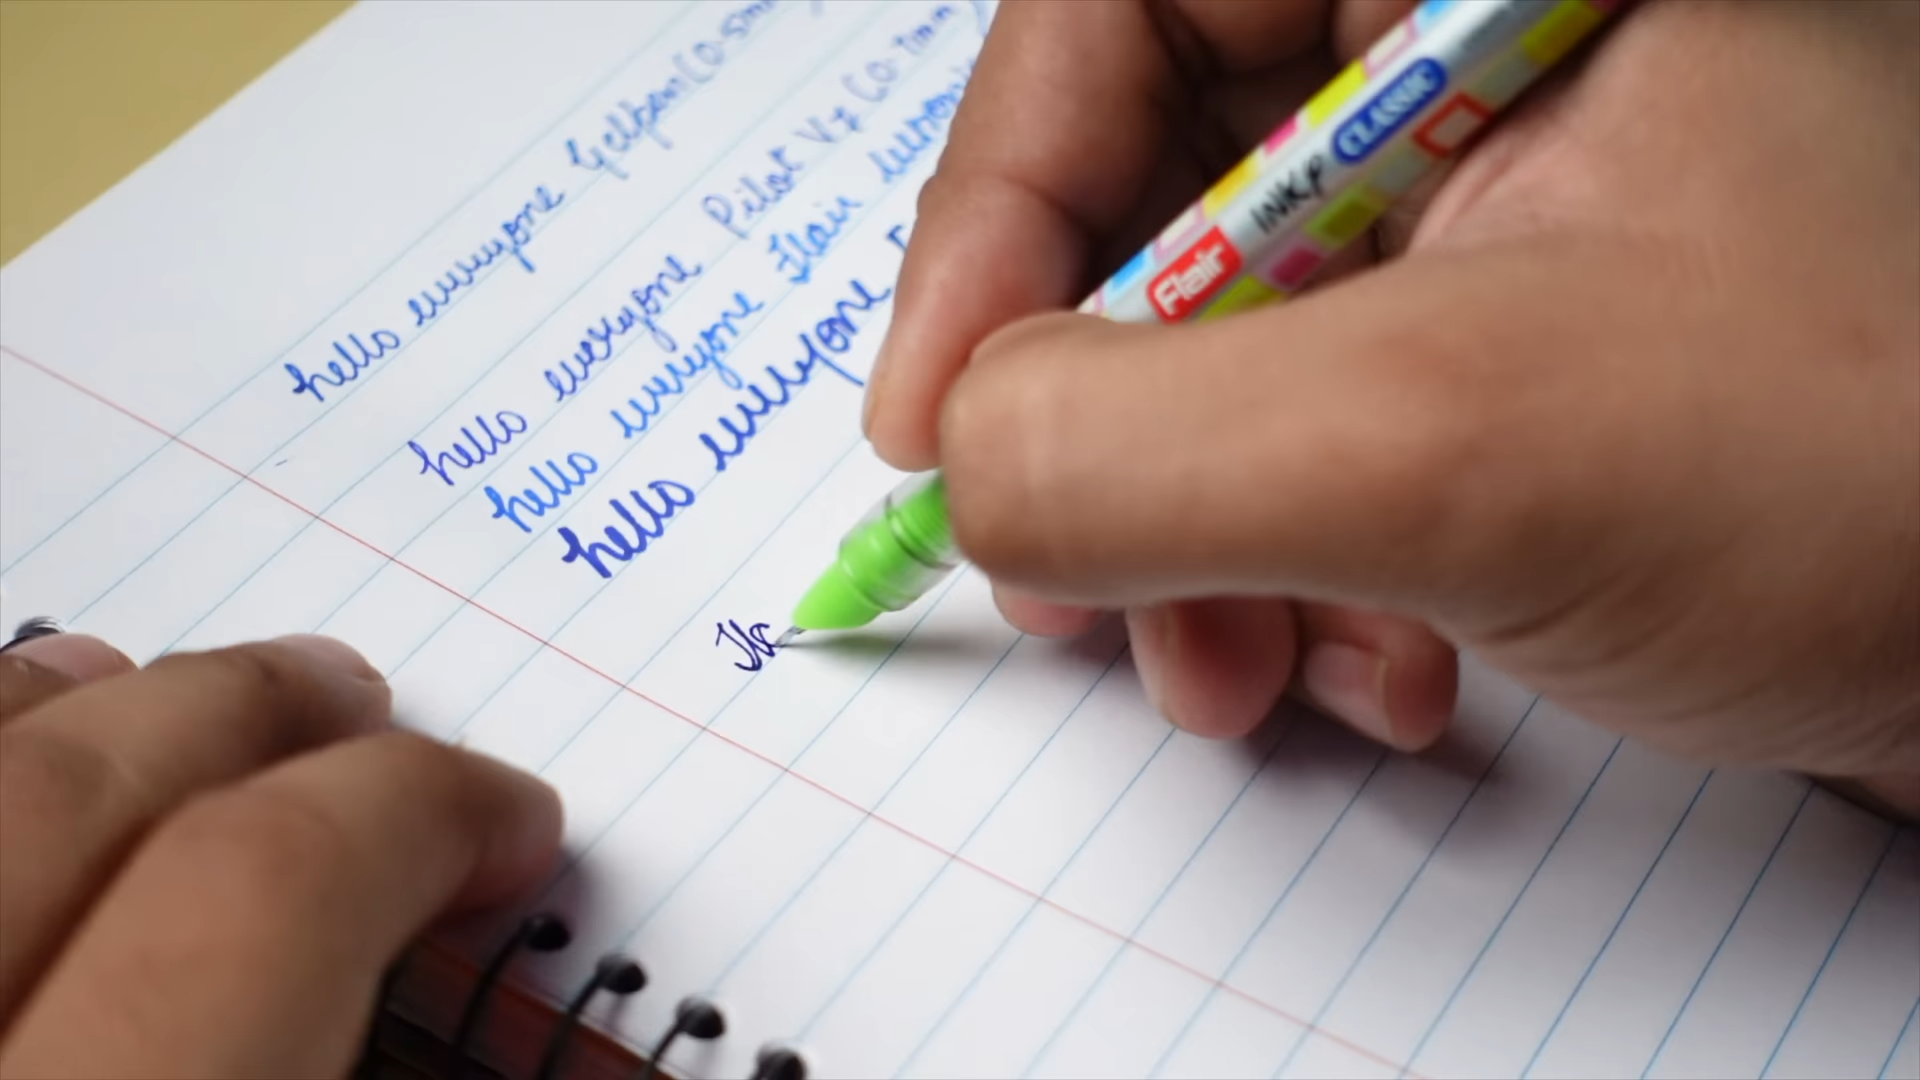 hello everyone Gelpen (0.5mm
hello everyone Pilot V7 (0.7mm
hello everyone Flair
hello everyone
Fla
Flair INKY CLASSIC